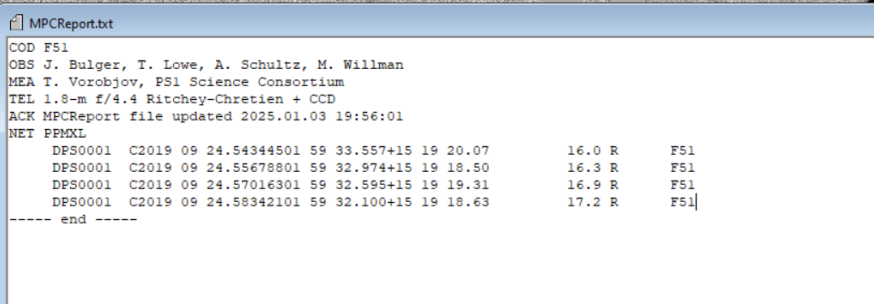 MPCReport.txt
COD F51
OBS J. Bulger, T. Lowe, A. Schultz, M. Willman
MEA T. Vorobjov, PS1 Science Consortium
TEL 1.8-m f/4.4 Ritchey-Chretien + CCD
ACK MPCReport file updated 2025.01.03 19:56:01
NET PPMXL
     DPS0001  C2019 09 24.54344501 59 33.557+15 19 20.07         16.0 R      F51
     DPS0001  C2019 09 24.55678801 59 32.974+15 19 18.50         16.3 R      F51
     DPS0001  C2019 09 24.57016301 59 32.595+15 19 19.31         16.9 R      F51
     DPS0001  C2019 09 24.58342101 59 32.100+15 19 18.63         17.2 R      F51
----- end -----